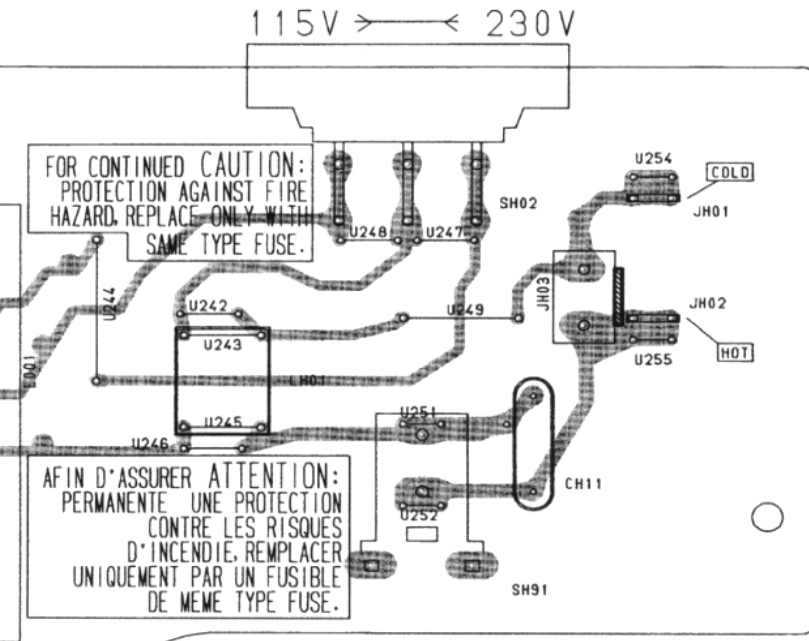 115V 230V
FOR CONTINUED CAUTION:
PROTECTION AGAINST FIRE
HAZARD, REPLACE ONLY WITH
SAME TYPE FUSE.
U254
COLD
JH01
SH02
U248 U247
U244
U242
U249
JH03
JH02
HOT
U255
U243
LH01
U245
U246
U251
CH11
U252
SH91
AFIN D'ASSURER ATTENTION:
PERMANENTE UNE PROTECTION
CONTRE LES RISQUES
D'INCENDIE, REMPLACER
UNIQUEMENT PAR UN FUSIBLE
DE MEME TYPE FUSE.